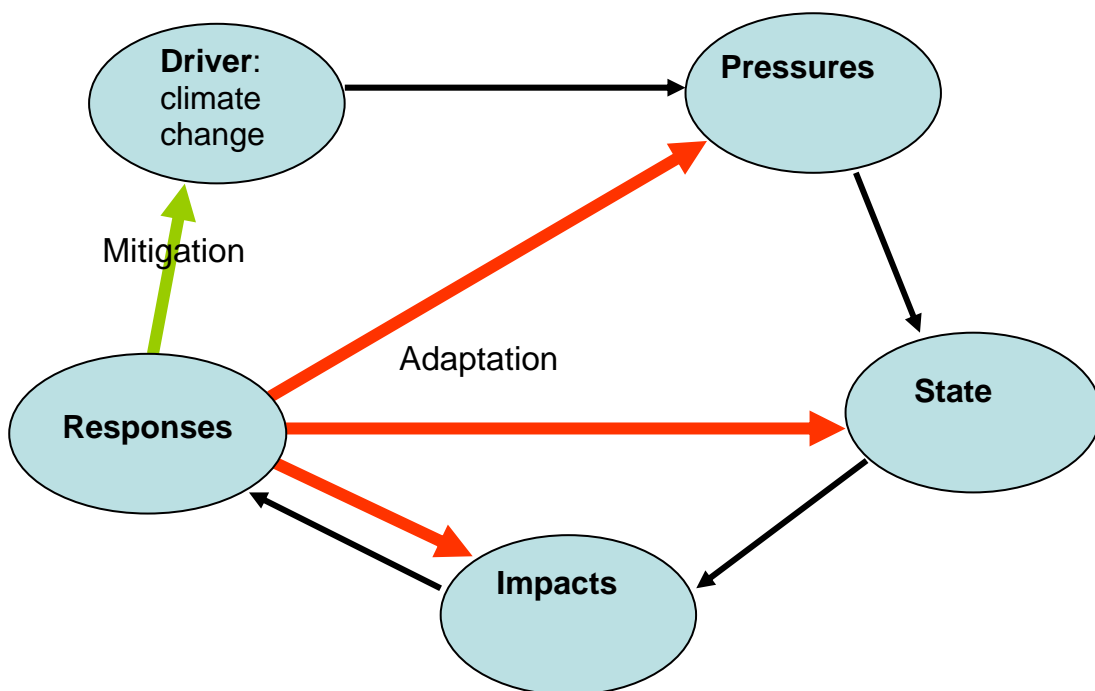 Driver:
climate
change
Pressures
Mitigation
Adaptation
State
Responses
Impacts